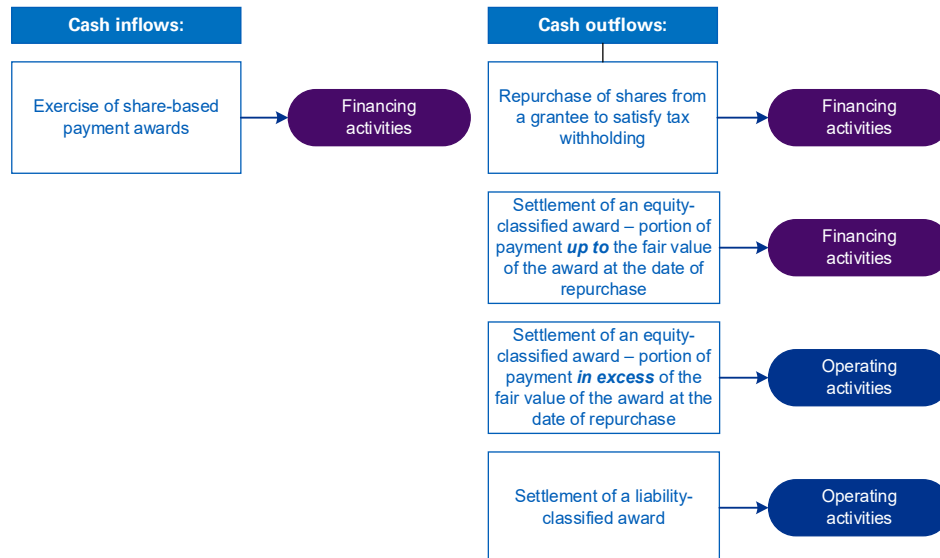 Cash inflows:
Cash outflows:
Exercise of share-based
payment awards
Financing
activities
Repurchase of shares from
a grantee to satisfy tax
withholding
Financing
activities
Settlement of an equity-
classified award – portion of
payment up to the fair value
of the award at the date of
repurchase
Financing
activities
Settlement of an equity-
classified award – portion of
payment in excess of the
fair value of the award at the
date of repurchase
Operating
activities
Settlement of a liability-
classified award
Operating
activities